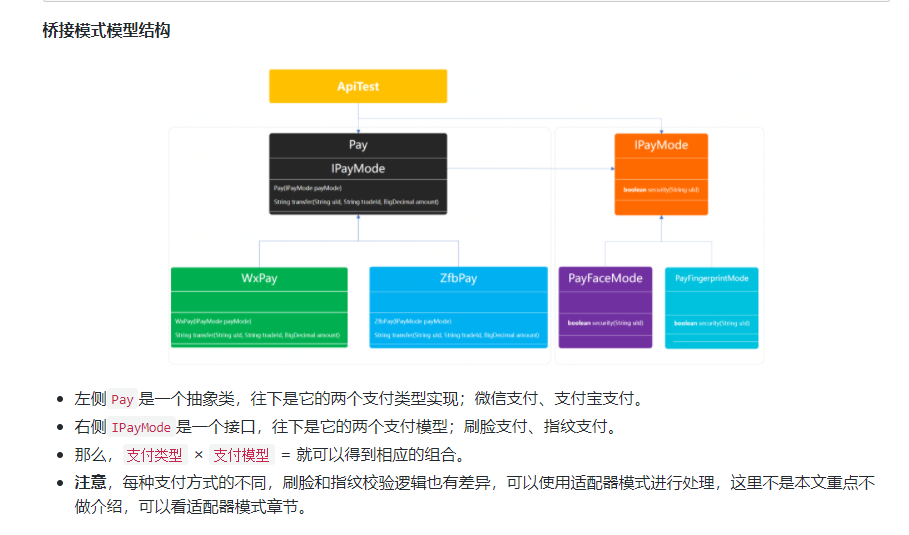 桥接模式模型结构
ApiTest
Pay
IPayMode
Pay(IPayMode payMode)
String transfer(String uId, String tradeId, BigDecimal amount)
IPayMode
boolean security(String uId)
WxPay
WxPay(IPayMode payMode)
String transfer(String uId, String tradeId, BigDecimal amount)
ZfbPay
ZfbPay(IPayMode payMode)
String transfer(String uId, String tradeId, BigDecimal amount)
PayFaceMode
boolean security(String uId)
PayFingerprintMode
boolean security(String uId)
左侧 Pay 是一个抽象类，往下是它的两个支付类型实现；微信支付、支付宝支付。
右侧 IPayMode 是一个接口，往下是它的两个支付模型；刷脸支付、指纹支付。
那么，支付类型 × 支付模型 = 就可以得到相应的组合。
注意，每种支付方式的不同，刷脸和指纹校验逻辑也有差异，可以使用适配器模式进行处理，这里不是本文重点不
做介绍，可以看适配器模式章节。